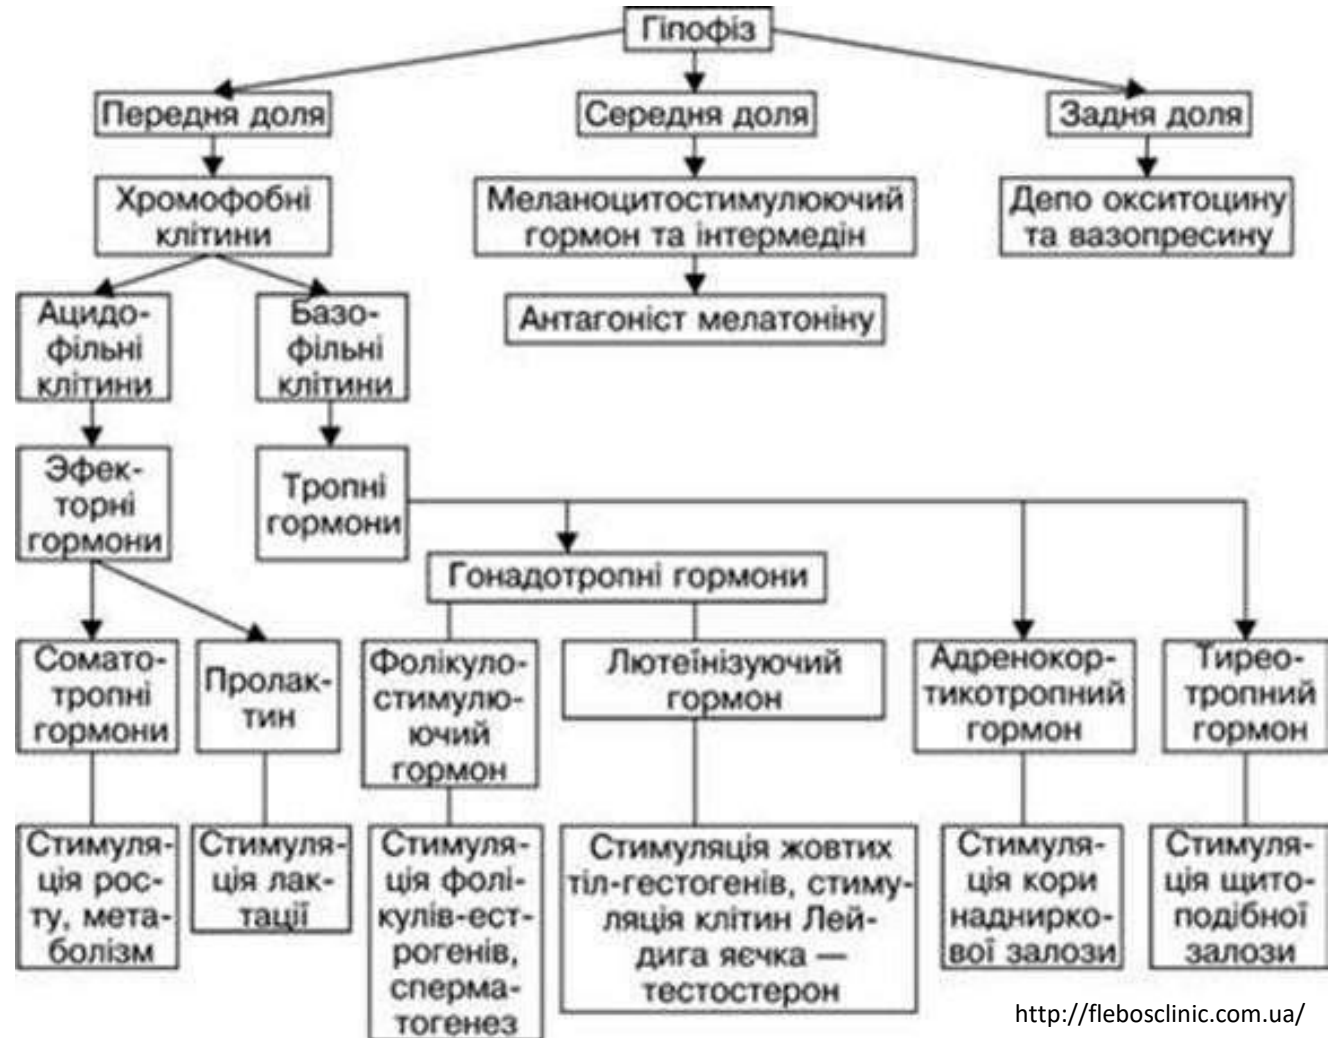 Гіпофіз
Передня доля
Середня доля
Задня доля
Хромофобні
клітини
Меланоцитостимулюючий
гормон та інтермедін
Депо окситоцину
та вазопресину
Ацидо-
фільні
клітини
Базо-
фільні
клітини
Антагоніст мелатоніну
Эфек-
торні
гормони
Тропні
гормони
Гонадотропні гормони
Сомато-
тропні
гормони
Пролак-
тин
Фолікуло-
стимулю-
ючий
гормон
Лютеїнізуючий
гормон
Адренокор-
тикотропний
гормон
Тирео-
тропний
гормон
Стимуля-
ція рос-
ту, мета-
болізм
Стимуля-
ція лак-
тації
Стимуля-
ція фолі-
кулів-ест-
рогенів,
сперма-
тогенез
Стимуляція жовтих
тіл-гестогенів, стиму-
ляція клітин Лей-
дига яєчка —
тестостерон
Стимуля-
ція кори
надниркo-
вої залози
Стимуля-
ція щито-
подібної
залози
http://flebosclinic.com.ua/